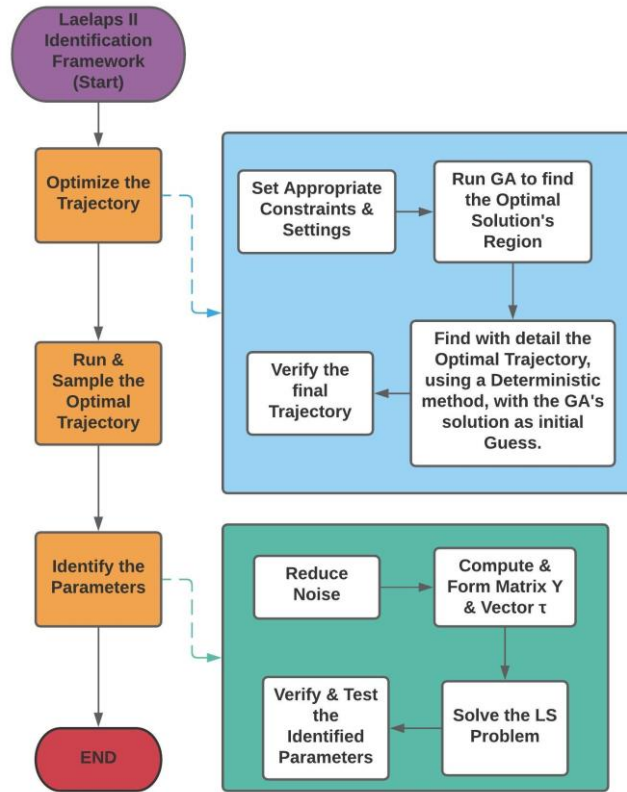 Laelaps II
Identification
Framework
(Start)
Optimize the
Trajectory
Set Appropriate
Constraints &
Settings
Run GA to find
the Optimal
Solution's
Region
Find with detail the
Optimal Trajectory,
using a Deterministic
method, with the GA's
solution as initial
Guess.
Verify the
final
Trajectory
Run &
Sample the
Optimal
Trajectory
Identify the
Parameters
Reduce
Noise
Compute &
Form Matrix Y
& Vector τ
Solve the LS
Problem
Verify & Test
the
Identified
Parameters
END